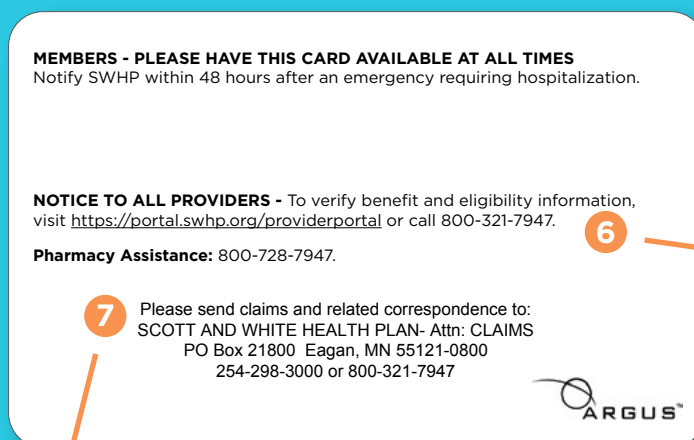 MEMBERS - PLEASE HAVE THIS CARD AVAILABLE AT ALL TIMES
Notify SWHP within 48 hours after an emergency requiring hospitalization.
NOTICE TO ALL PROVIDERS - To verify benefit and eligibility information,
visit https://portal.swhp.org/providerportal or call 800-321-7947.
6
Pharmacy Assistance: 800-728-7947.
7
Please send claims and related correspondence to:
SCOTT AND WHITE HEALTH PLAN- Attn: CLAIMS
PO Box 21800 Eagan, MN 55121-0800
254-298-3000 or 800-321-7947
ARGUS™